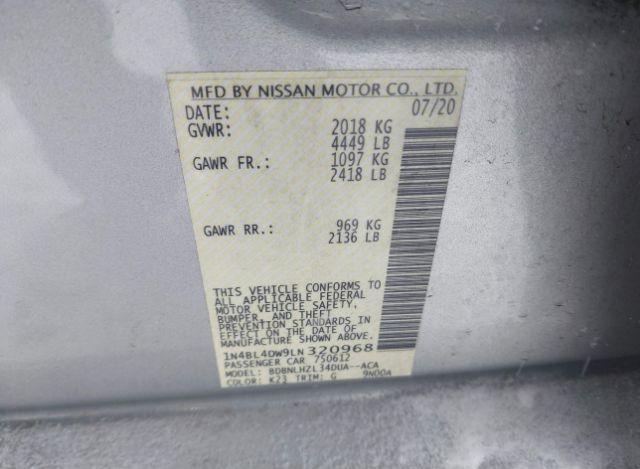 MFD BY NISSAN MOTOR CO., LTD.
DATE: 07/20
GVWR: 2018 KG
4449 LB
GAWR FR.: 1097 KG
2418 LB
GAWR RR.: 969 KG
2136 LB
THIS VEHICLE CONFORMS TO
ALL APPLICABLE FEDERAL
MOTOR VEHICLE SAFETY,
BUMPER, AND THEFT
PREVENTION STANDARDS
IN EFFECT ON THE DATE OF
MANUFACTURE SHOWN ABOVE.
1N4BL4DW9LN320968
PASSENGER CAR 750612
MODEL: BDBNLHZL34DUA--ACA
COLOR: K23 TRIM: G 9N00A